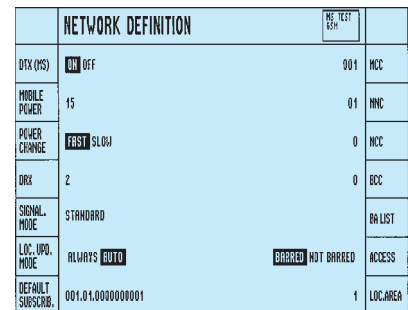 NETWORK DEFINITION
MS TEST
GSM
DTX (MS) ON OFF 001 MCC
MOBILE POWER 15 01 MNC
POWER CHANGE FAST SLOW 0 NCC
DRX 2 0 BCC
SIGNAL. MODE STANDARD BA LIST
LOC. UPD. MODE ALWAYS AUTO BARRED NOT BARRED ACCESS
DEFAULT SUBSCRIB. 001.01.0000000001 1 LOC.AREA